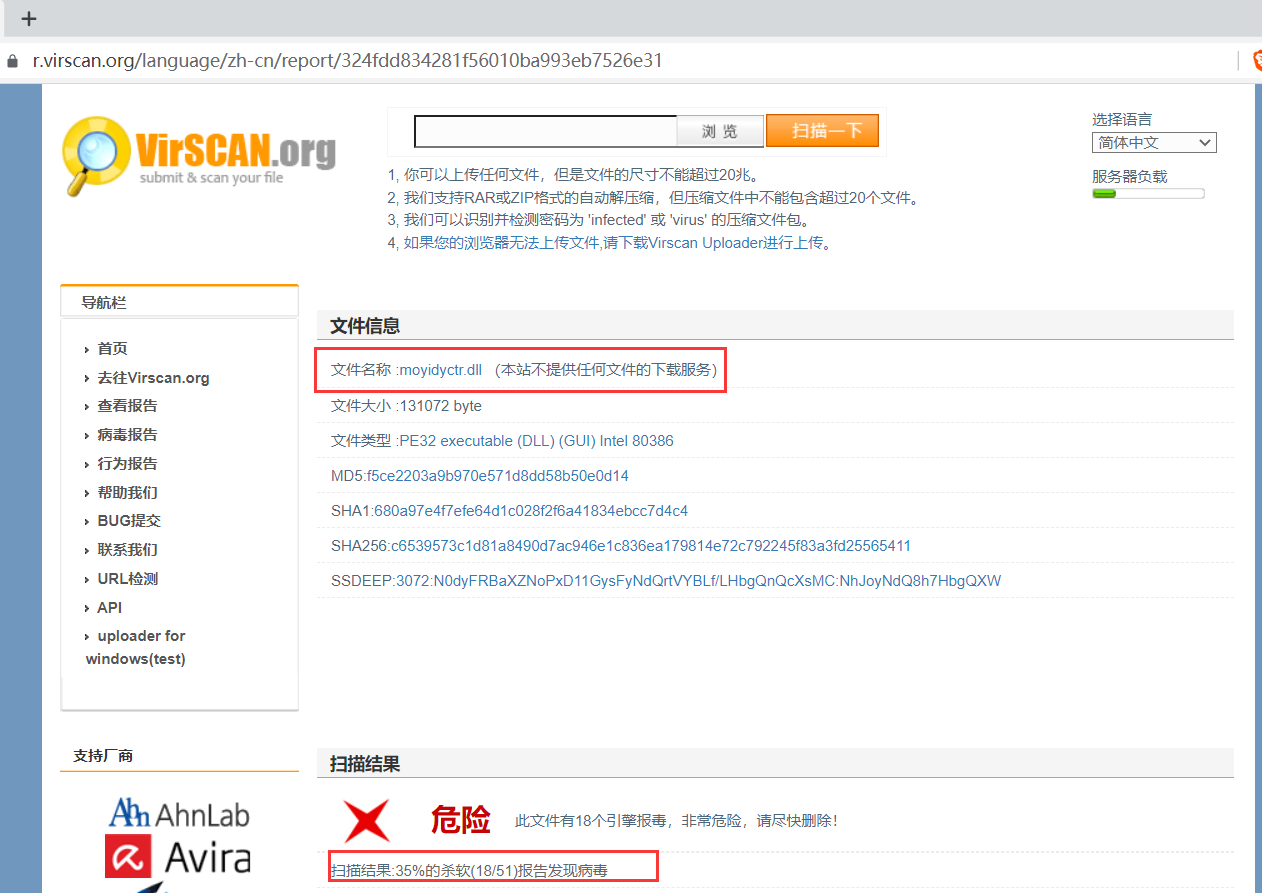 +
r.virscan.org/language/zh-cn/report/324fdd834281f56010ba993eb7526e31
VirSCAN.org
submit & scan your file
浏 览
扫描一下
选择语言
简体中文
服务器负载
1, 你可以上传任何文件，但是文件的尺寸不能超过20兆。
2, 我们支持RAR或ZIP格式的自动解压缩，但压缩文件中不能包含超过20个文件。
3, 我们可以识别并检测密码为 'infected' 或 'virus' 的压缩文件包。
4, 如果您的浏览器无法上传文件,请下载Virscan Uploader进行上传。
导航栏
首页
去往Virscan.org
查看报告
病毒报告
行为报告
帮助我们
BUG提交
联系我们
URL检测
API
uploader for
windows(test)
支持厂商
AhnLab
Avira
文件信息
文件名称 :moyidyctr.dll （本站不提供任何文件的下载服务）
文件大小 :131072 byte
文件类型 :PE32 executable (DLL) (GUI) Intel 80386
MD5:f5ce2203a9b970e571d8dd58b50e0d14
SHA1:680a97e4f7efe64d1c028f2f6a41834ebcc7d4c4
SHA256:c6539573c1d81a8490d7ac946e1c836ea179814e72c792245f83a3fd25565411
SSDEEP:3072:N0dyFRBaXZNoPxD11GysFyNdQrtVYBLf/LHbgQnQcXsMC:NhJoyNdQ8h7HbgQXW
扫描结果
危险 此文件有18个引擎报毒，非常危险，请尽快删除！
扫描结果:35%的杀软(18/51)报告发现病毒